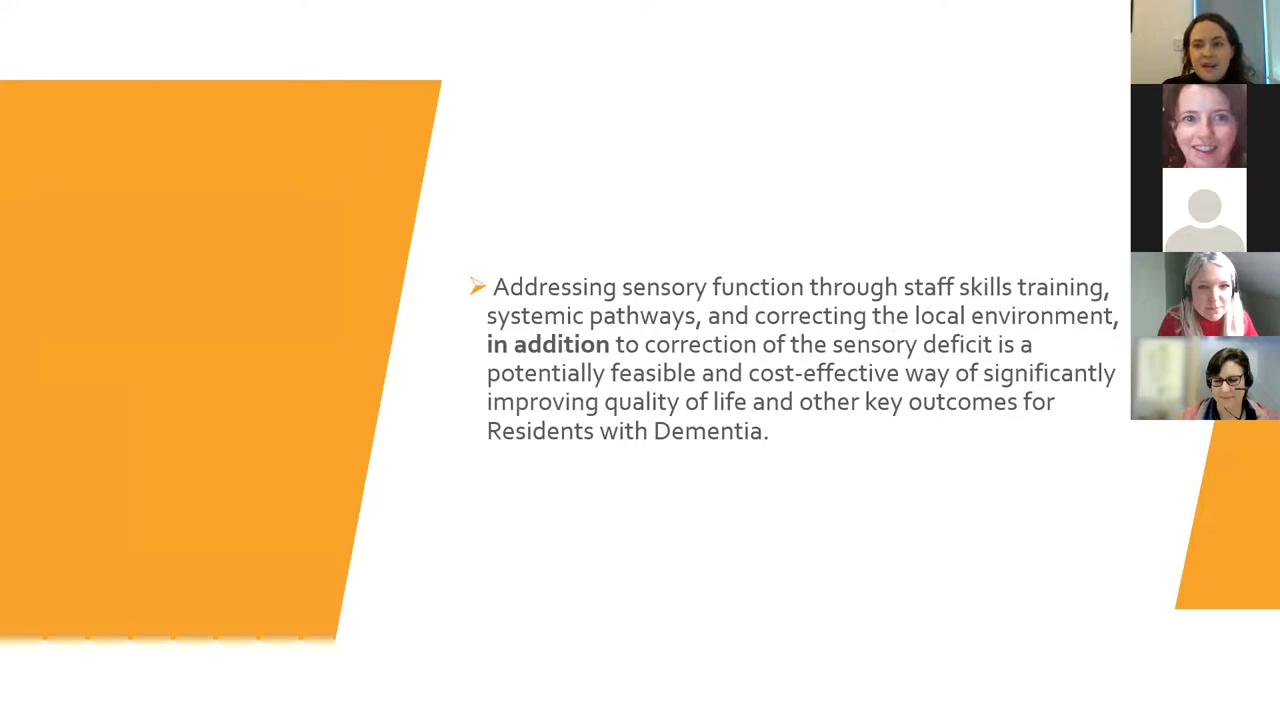 Addressing sensory function through staff skills training,
systemic pathways, and correcting the local environment,
in addition to correction of the sensory deficit is a
potentially feasible and cost-effective way of significantly
improving quality of life and other key outcomes for
Residents with Dementia.